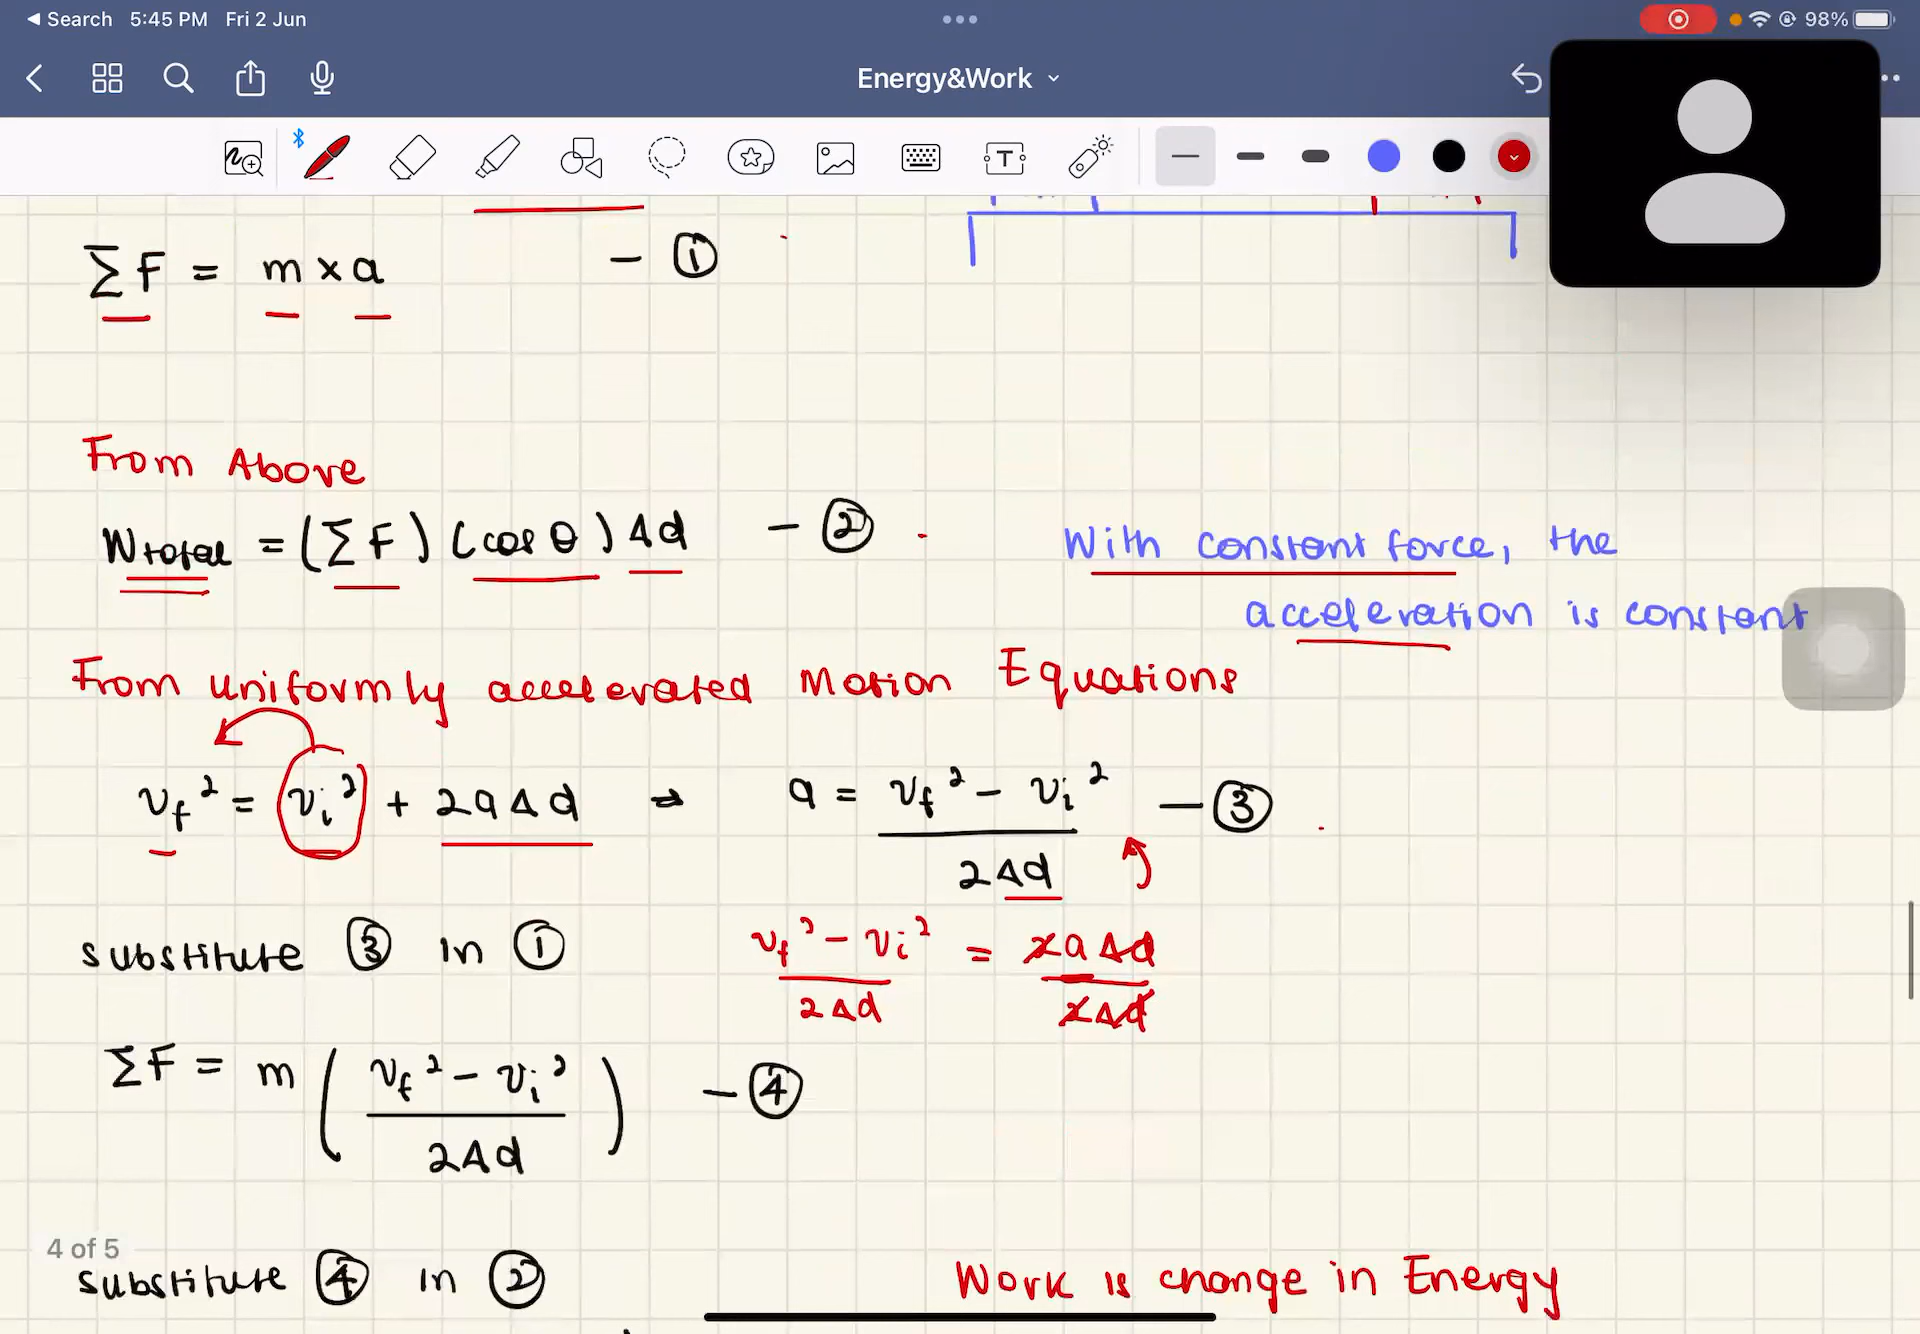 Search 5:45 PM Fri 2 Jun 98%
Energy&Work
T
ΣF = m × a - ①
From Above
Wtotal = (ΣF) (cos θ) Δd - ②
With constant force, the
acceleration is constant
From uniformly accelerated Motion Equations
vf² = vi² + 2aΔd → a = (vf² - vi²) / 2Δd - ③
substitute ③ in ①
(vf² - vi²) / 2Δd = 2aΔd / 2Δd
ΣF = m ( (vf² - vi²) / 2Δd ) - ④
4 of 5
substitute ④ in ②
Work is change in Energy